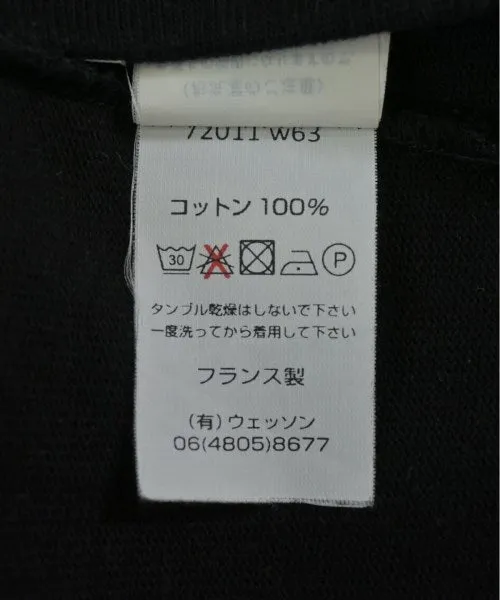 72011 W63
コットン 100%
30 P
タンブル乾燥はしないで下さい
一度洗ってから着用して下さい
フランス製
(有) ウェッソン
06(4805)8677